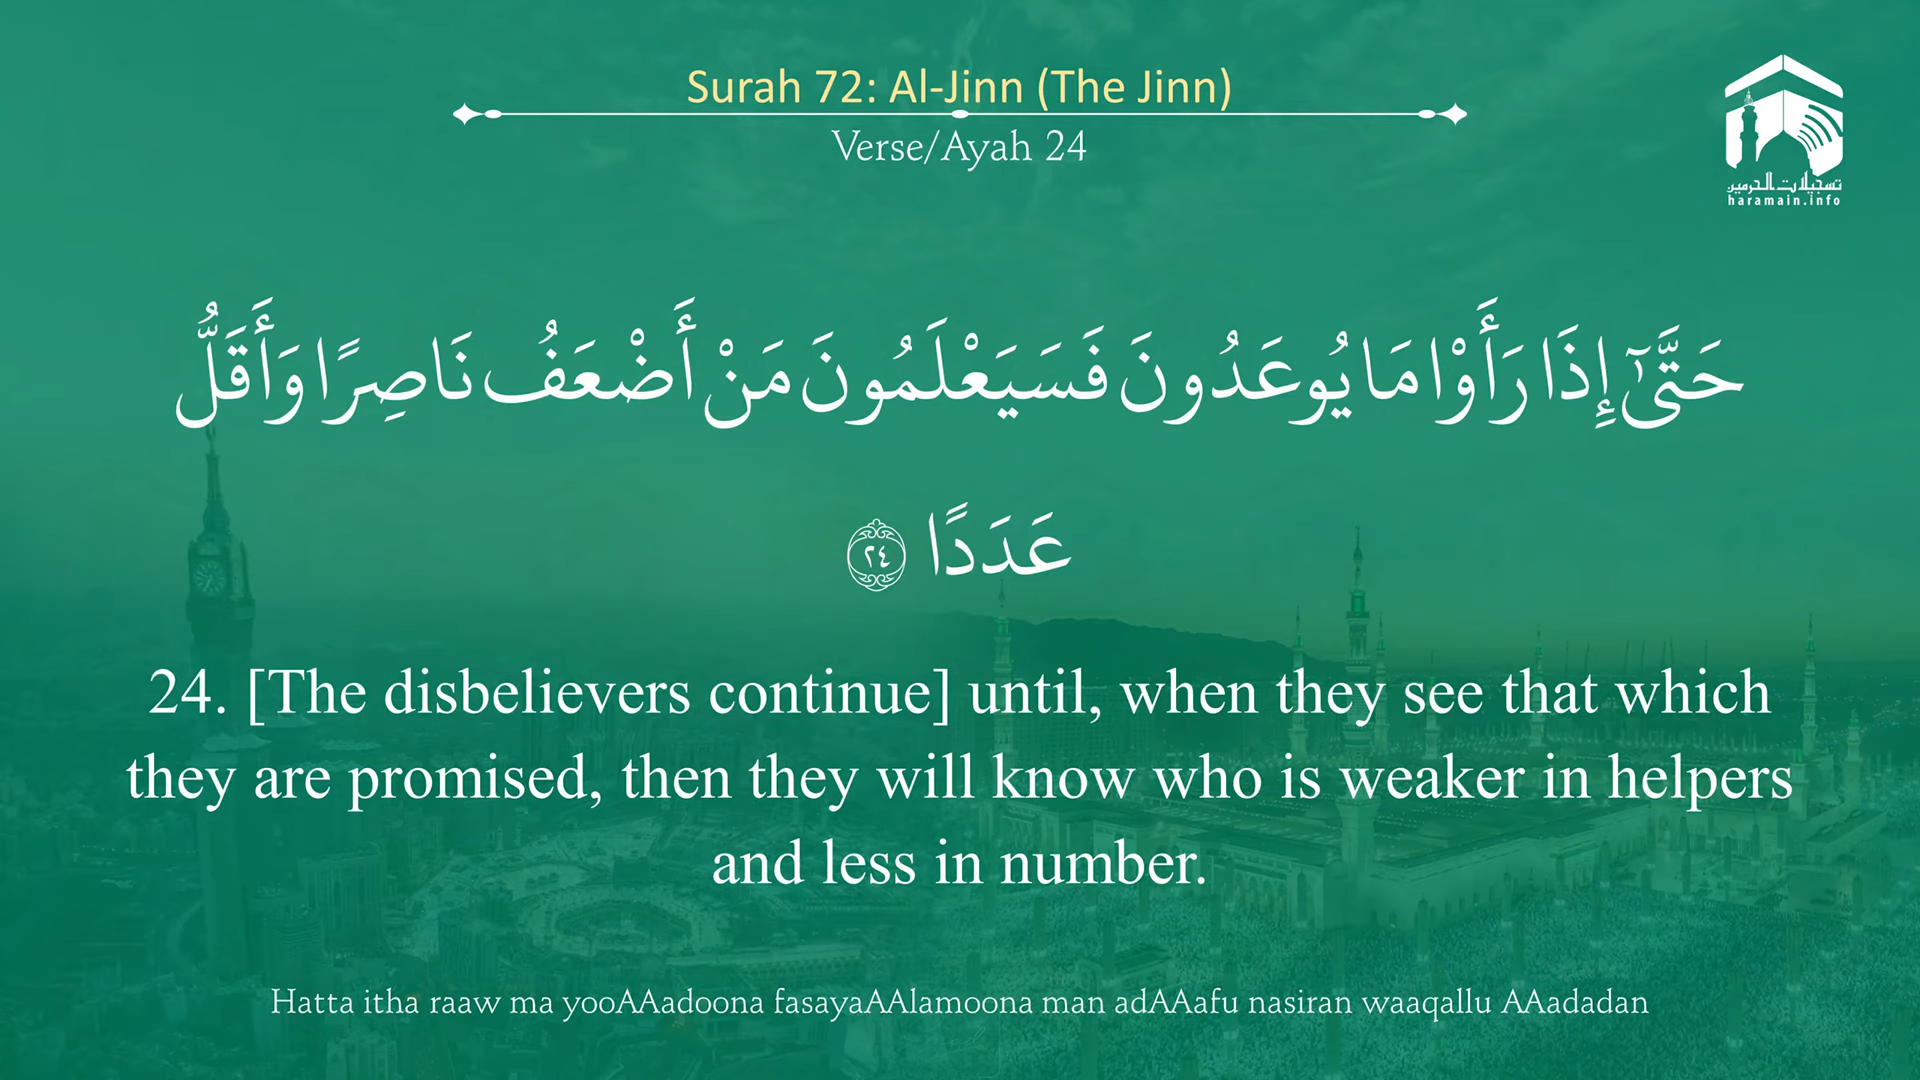 Surah 72: Al-Jinn (The Jinn)
Verse/Ayah 24
تسجيلات الحرمين
haramain.info
حَتَّىٰٓ إِذَا رَأَوْا مَا يُوعَدُونَ فَسَيَعْلَمُونَ مَنْ أَضْعَفُ نَاصِرًا وَأَقَلُّ
عَدَدًا ٢٤
24. [The disbelievers continue] until, when they see that which
they are promised, then they will know who is weaker in helpers
and less in number.
Hatta itha raaw ma yooAAadoona fasayaAAlamoona man adAAafu nasiran waaqallu AAadadan